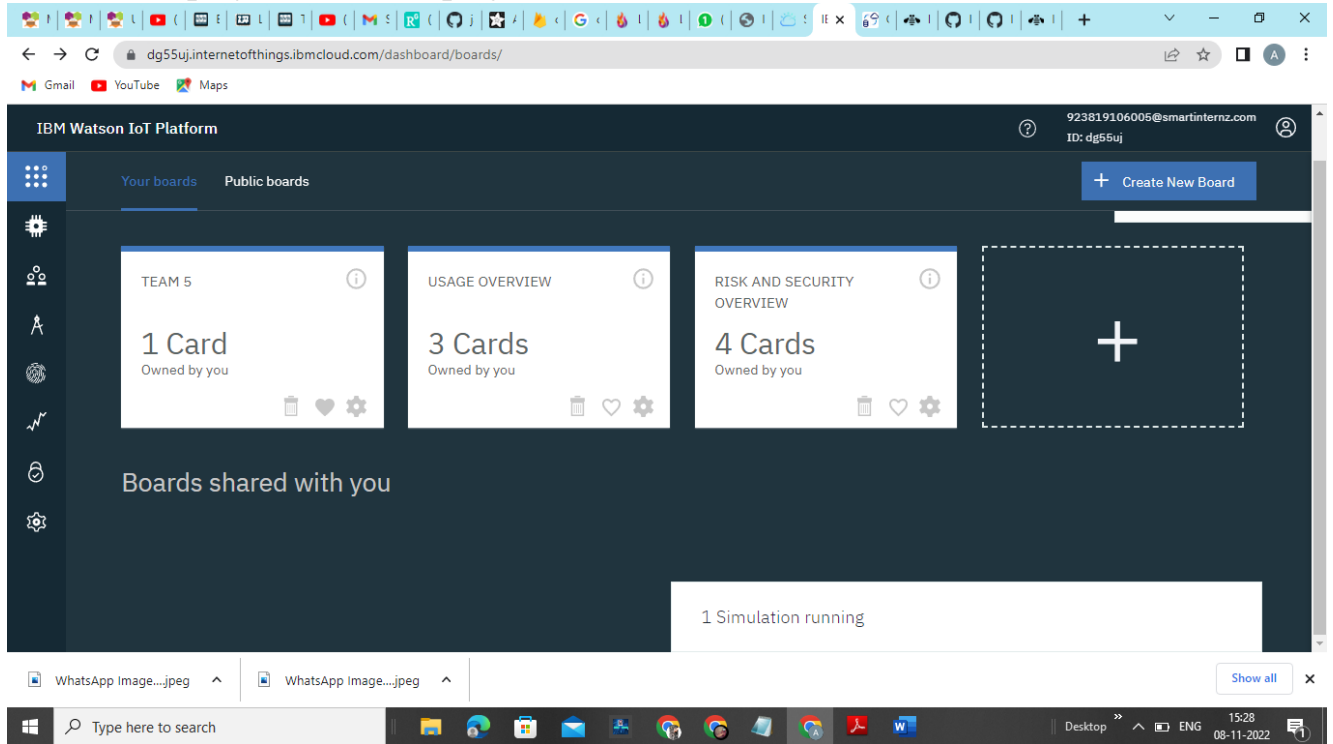 dg55uj.internetofthings.ibmcloud.com/dashboard/boards/
A
Gmail YouTube Maps
IBM Watson IoT Platform
923819106005@smartinternz.com
ID: dg55uj
Your boards Public boards
+ Create New Board
TEAM 5
1 Card
Owned by you
USAGE OVERVIEW
3 Cards
Owned by you
RISK AND SECURITY
OVERVIEW
4 Cards
Owned by you
Boards shared with you
1 Simulation running
WhatsApp Image....jpeg
WhatsApp Image....jpeg
Show all
Type here to search
Desktop
ENG
15:28
08-11-2022